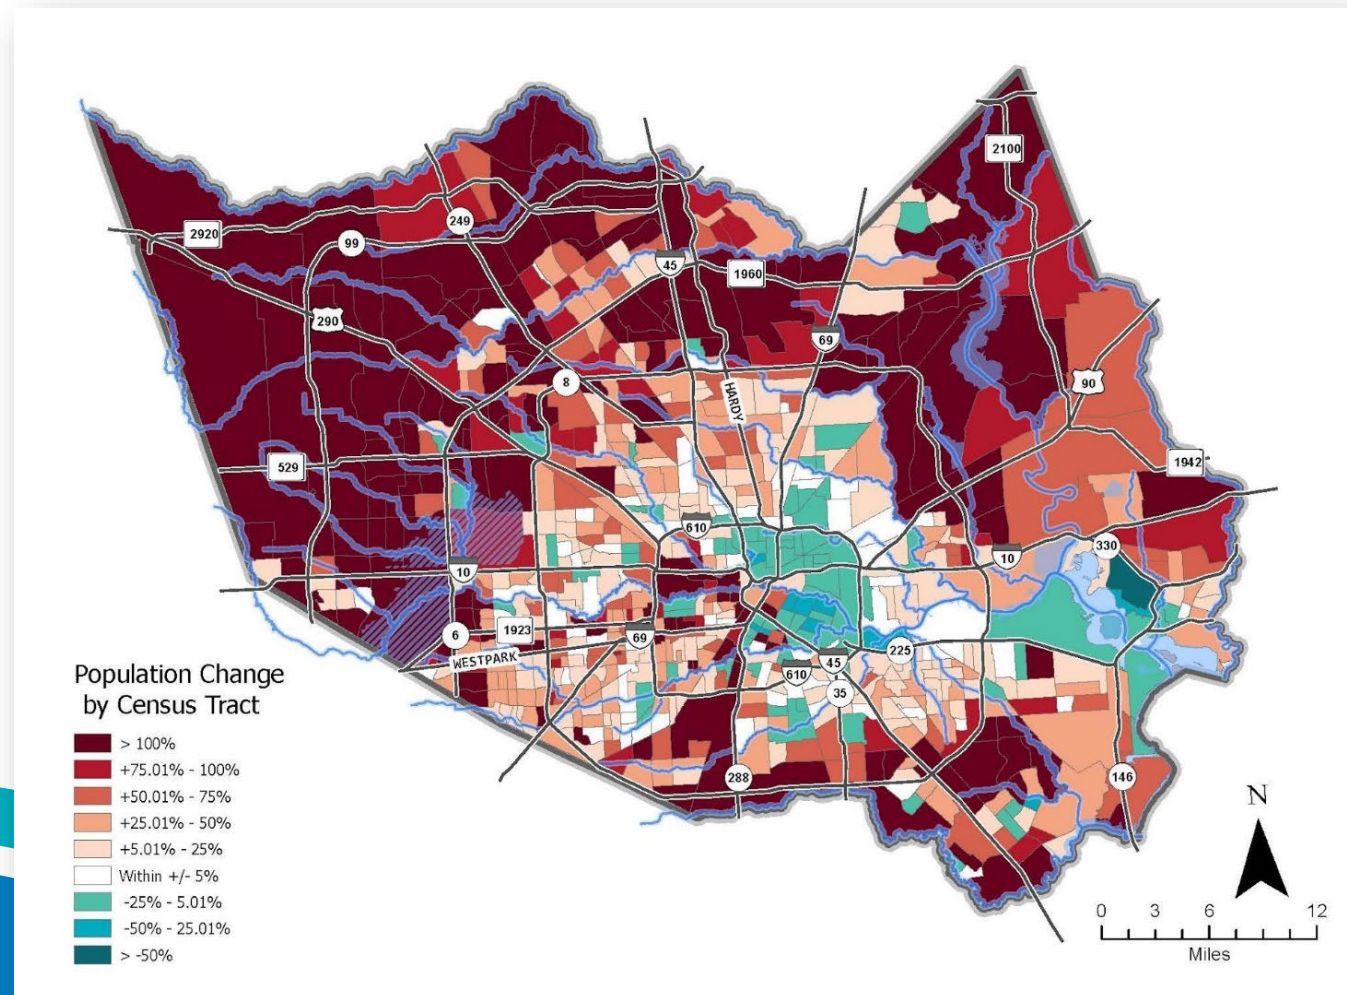 2100
2920
99
249
45
1960
290
69
8
HARDY
90
529
1942
610
10
10
330
6
1923
69
WESTPARK
225
45
610
35
288
146
Population Change
by Census Tract
> 100%
+75.01% - 100%
+50.01% - 75%
+25.01% - 50%
+5.01% - 25%
Within +/- 5%
-25% - 5.01%
-50% - 25.01%
> -50%
N
0 3 6 12
Miles